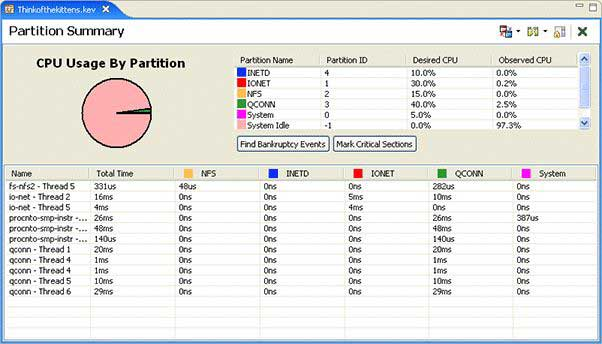 Thinkofthekittens.kev
Partition Summary
CPU Usage By Partition
Partition Name Partition ID Desired CPU Observed CPU
INETD 4 10.0% 0.0%
IONET 1 30.0% 0.2%
NFS 2 15.0% 0.0%
QCONN 3 40.0% 2.5%
System 0 5.0% 0.0%
System Idle -1 0.0% 97.3%
Find Bankruptcy Events Mark Critical Sections
Name Total Time NFS INETD IONET QCONN System
fs-nfs2 - Thread 5 331us 48us 0ns 0ns 282us 0ns
io-net - Thread 2 16ms 0ns 0ns 5ms 10ms 0ns
io-net - Thread 5 4ms 0ns 0ns 4ms 0ns 0ns
procnto-smp-instr -... 26ms 0ns 0ns 0ns 26ms 387us
procnto-smp-instr -... 48ms 0ns 0ns 0ns 48ms 0ns
procnto-smp-instr -... 140us 0ns 0ns 0ns 140us 0ns
qconn - Thread 1 20ms 0ns 0ns 0ns 20ms 0ns
qconn - Thread 4 1ms 0ns 0ns 0ns 1ms 0ns
qconn - Thread 4 1ms 0ns 0ns 0ns 1ms 0ns
qconn - Thread 5 10ms 0ns 0ns 0ns 10ms 0ns
qconn - Thread 6 29ms 0ns 0ns 0ns 29ms 0ns